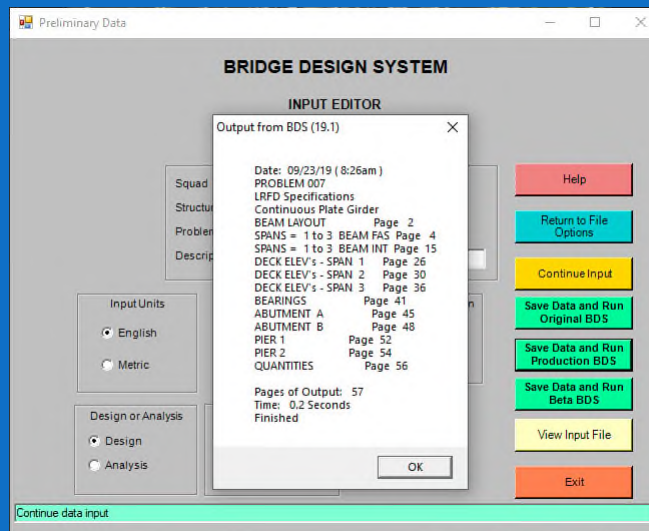 Preliminary Data
BRIDGE DESIGN SYSTEM
INPUT EDITOR
Output from BDS (19.1)
Date: 09/23/19 ( 8:26am )
PROBLEM 007
LRFD Specifications
Continuous Plate Girder
BEAM LAYOUT Page 2
SPANS = 1 to 3 BEAM FAS Page 4
SPANS = 1 to 3 BEAM INT Page 15
DECK ELEV's - SPAN 1 Page 26
DECK ELEV's - SPAN 2 Page 30
DECK ELEV's - SPAN 3 Page 36
BEARINGS Page 41
ABUTMENT A Page 45
ABUTMENT B Page 48
PIER 1 Page 52
PIER 2 Page 54
QUANTITIES Page 56
Pages of Output: 57
Time: 0.2 Seconds
Finished
OK
Squad
Structu
Problem
Descrip
Input Units
English
Metric
n
Design or Analysis
Design
Analysis
Help
Return to File
Options
Continue Input
Save Data and Run
Original BDS
Save Data and Run
Production BDS
Save Data and Run
Beta BDS
View Input File
Exit
Continue data input